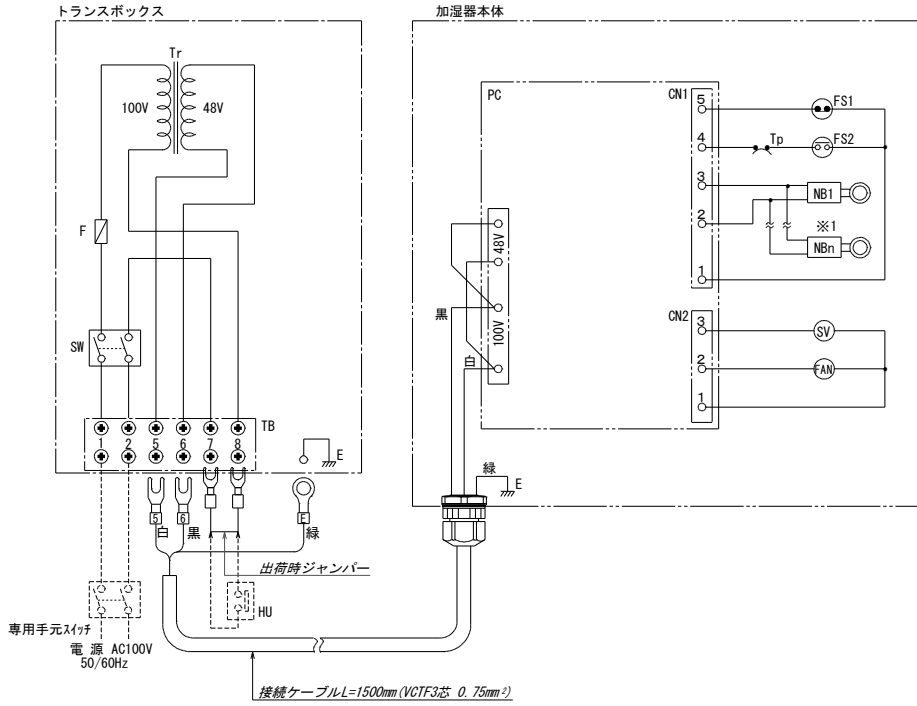 トランスボックス
Tr
100V
48V
F
SW
TB
1
2
5
6
7
8
E
5
6
E
白
黒
緑
出荷時ジャンパー
HU
専用手元スイッチ
電 源 AC100V
50/60Hz
接続ケーブルL=1500mm(VCTF3芯 0.75mm²)
加湿器本体
PC
CN1
5
FS1
4
Tp
FS2
3
NB1
2
※1
NBn
1
48V
100V
黒
白
CN2
3
SV
2
FAN
1
緑
E